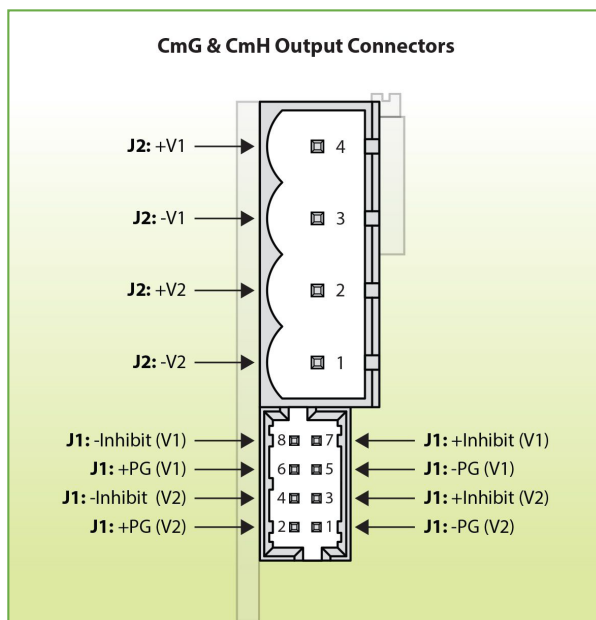 CmG & CmH Output Connectors
J2: +V1
4
J2: -V1
3
J2: +V2
2
J2: -V2
1
J1: -Inhibit (V1)
8
7
J1: +Inhibit (V1)
J1: +PG (V1)
6
5
J1: -PG (V1)
J1: -Inhibit (V2)
4
3
J1: +Inhibit (V2)
J1: +PG (V2)
2
1
J1: -PG (V2)